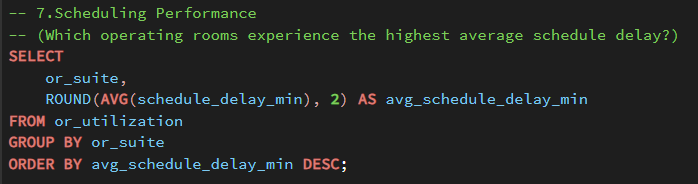 -- 7.Scheduling Performance
-- (Which operating rooms experience the highest average schedule delay?)
SELECT
    or_suite,
    ROUND(AVG(schedule_delay_min), 2) AS avg_schedule_delay_min
FROM or_utilization
GROUP BY or_suite
ORDER BY avg_schedule_delay_min DESC;